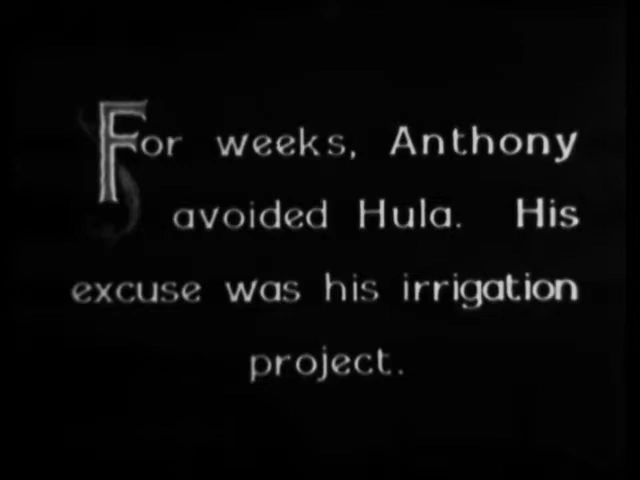 For weeks, Anthony
avoided Hula. His
excuse was his irrigation
project.